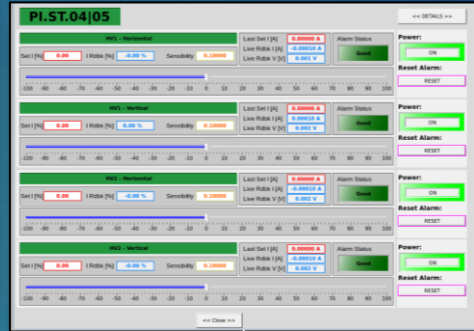 PI.ST.04|05
<< DETAILS >>
HV1 - Horizontal
Set I [%] 0.00 I Rdbk [%] -0.00 % Sensibility 0.10000
Last Set I [A] 0.00000 A
Live Rdbk I [A] -0.00010 A
Live Rdbk V [V] 0.001 V
Alarm Status
Good
Power:
ON
Reset Alarm:
RESET
-100 -90 -80 -70 -60 -50 -40 -30 -20 -10 0 10 20 30 40 50 60 70 80 90 100
HV1 - Vertical
Set I [%] 0.00 I Rdbk [%] 0.00 % Sensibility 0.10000
Last Set I [A] 0.00000 A
Live Rdbk I [A] 0.00010 A
Live Rdbk V [V] 0.002 V
Alarm Status
Good
Power:
ON
Reset Alarm:
RESET
-100 -90 -80 -70 -60 -50 -40 -30 -20 -10 0 10 20 30 40 50 60 70 80 90 100
HV2 - Vertical
Set I [%] 0.00 I Rdbk [%] -0.00 % Sensibility 0.10000
Last Set I [A] 0.00000 A
Live Rdbk I [A] -0.00010 A
Live Rdbk V [V] 0.002 V
Alarm Status
Good
Power:
ON
Reset Alarm:
RESET
-100 -90 -80 -70 -60 -50 -40 -30 -20 -10 0 10 20 30 40 50 60 70 80 90 100
HV2 - Vertical
Set I [%] 0.00 I Rdbk [%] -0.00 % Sensibility 0.10000
Last Set I [A] 0.00000 A
Live Rdbk I [A] -0.00010 A
Live Rdbk V [V] 0.002 V
Alarm Status
Good
Power:
ON
Reset Alarm:
RESET
-100 -90 -80 -70 -60 -50 -40 -30 -20 -10 0 10 20 30 40 50 60 70 80 90 100
<< Close >>